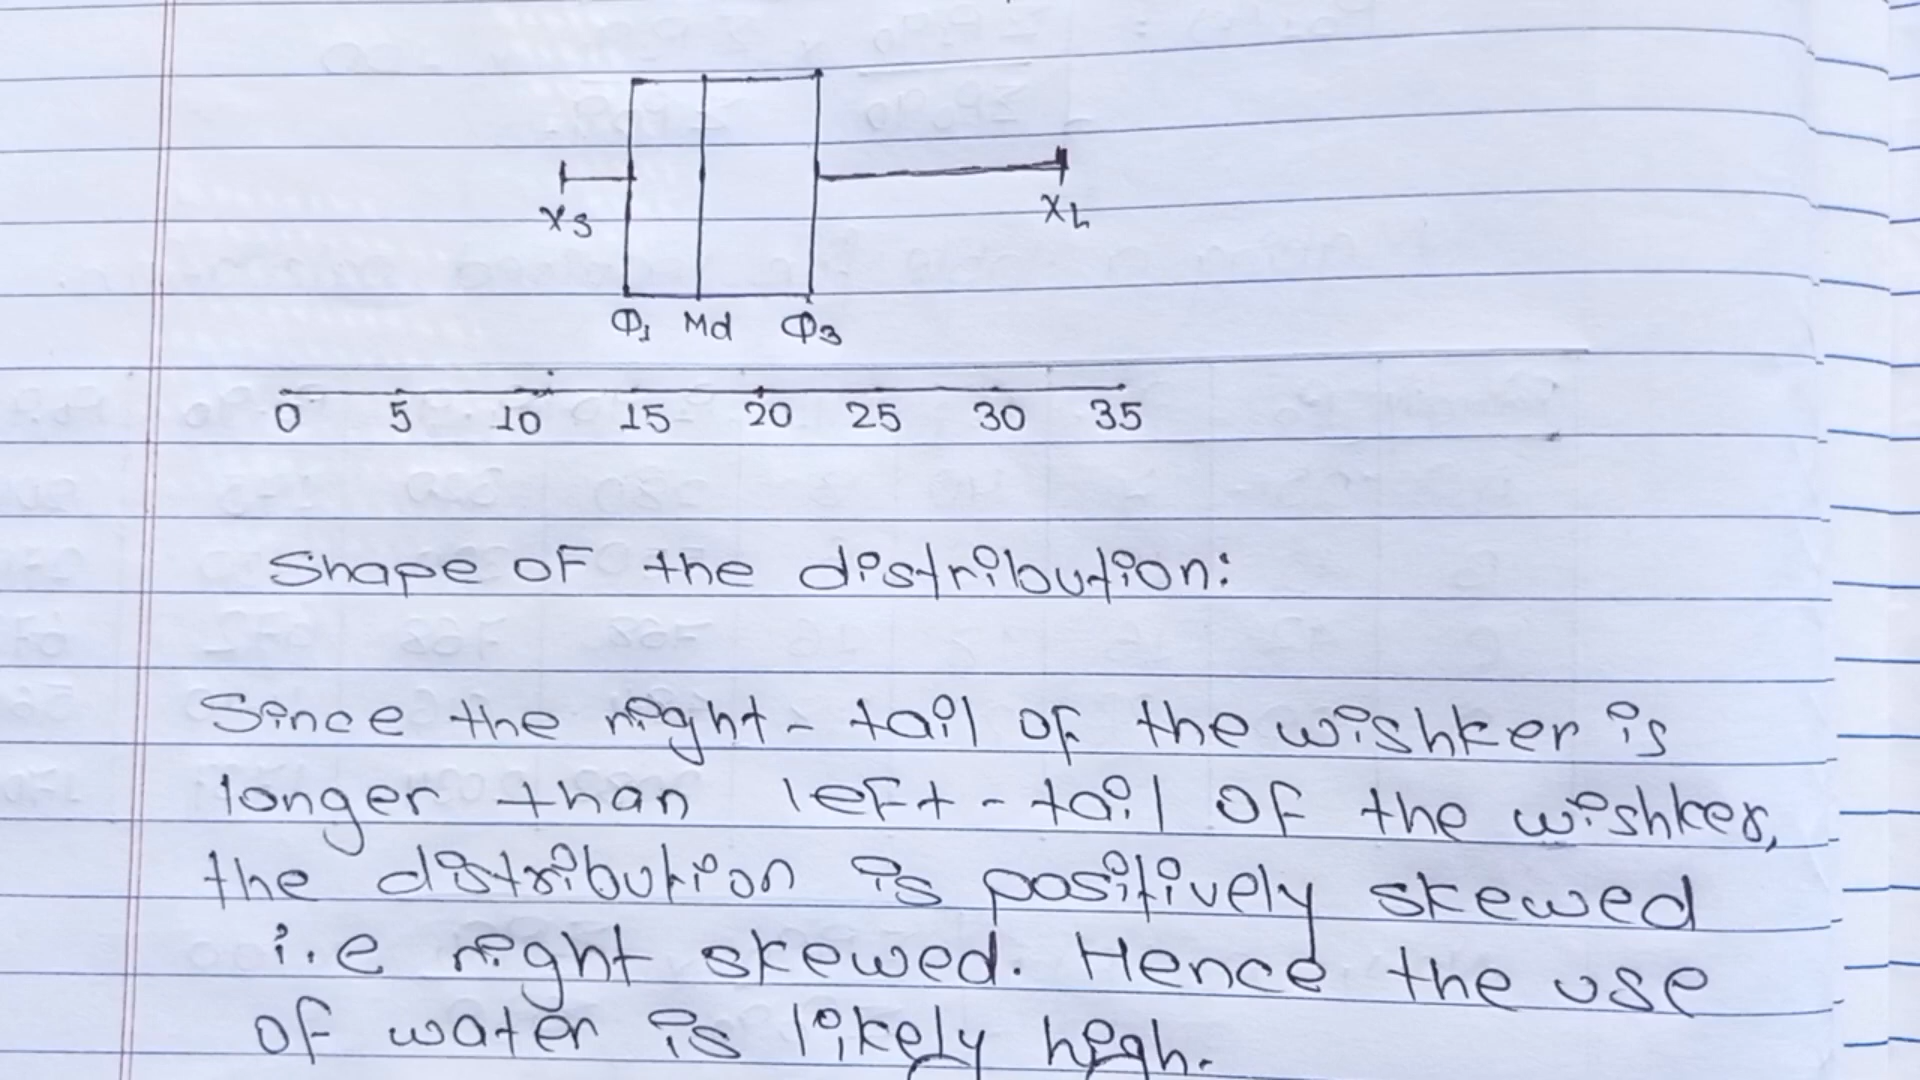 Xs XL
Q1 Md Q3
0 5 10 15 20 25 30 35
Shape of the distribution:
Since the right-tail of the wishker is
longer than left-tail of the wishker,
the distribution is positively skewed
i.e right skewed. Hence the use
of water is likely high.